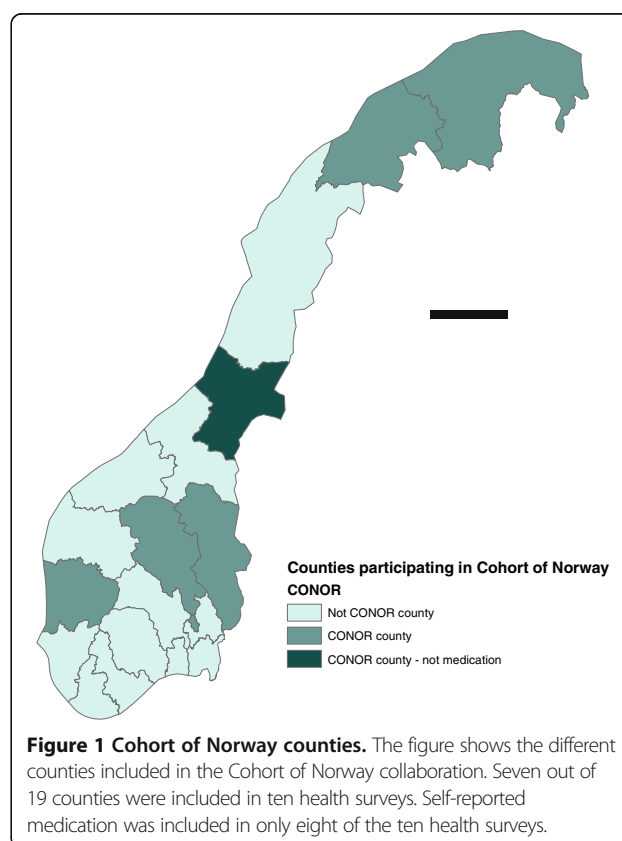 Counties participating in Cohort of Norway
CONOR
Not CONOR county
CONOR county
CONOR county - not medication
Figure 1 Cohort of Norway counties. The figure shows the different
counties included in the Cohort of Norway collaboration. Seven out of
19 counties were included in ten health surveys. Self-reported
medication was included in only eight of the ten health surveys.